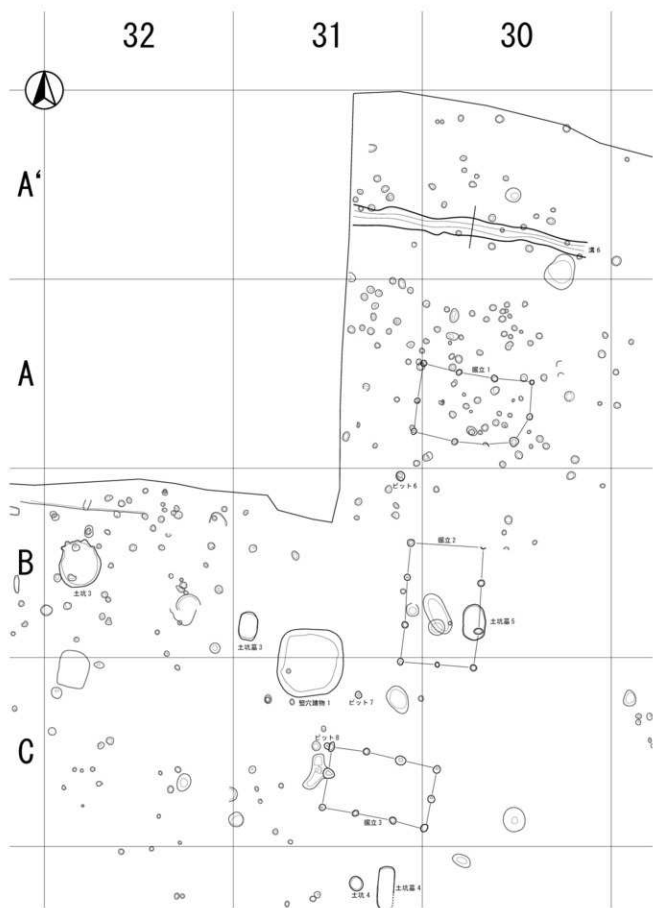 32 31 30
A'
溝6
A
掘立1
ピット6
B
掘立2
土坑3
土坑墓5
土坑墓3
竪穴建物1
ピット7
C
ピット8
掘立3
土坑4
土坑墓4